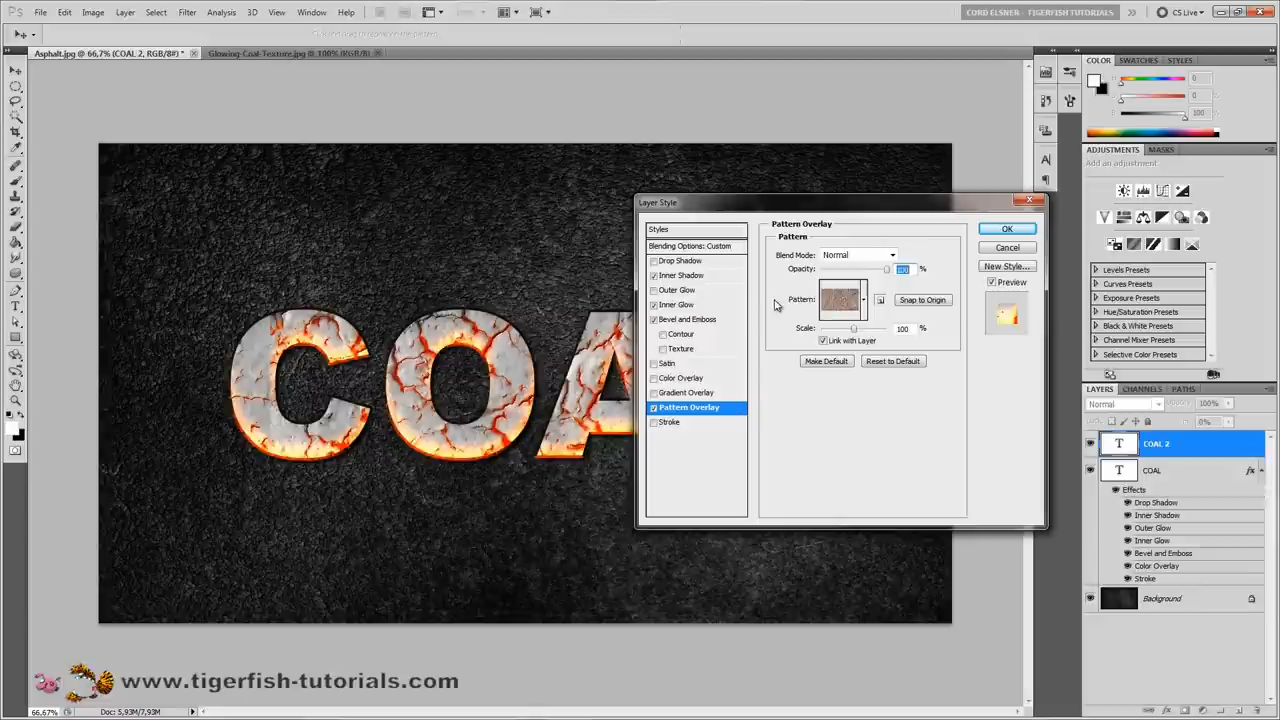 Ps
File Edit Image Layer Select Filter Analysis 3D View Window Help
CORD ELSNER - TIGERFISH TUTORIALS
CS Live
Asphalt.jpg @ 66,7% (COAL 2, RGB/8#) *
Glowing-Coal-Texture.jpg @ 100% (RGB/8)
COLOR SWATCHES STYLES
0
0
100
ADJUSTMENTS MASKS
Add an adjustment
Levels Presets
Curves Presets
Exposure Presets
Hue/Saturation Presets
Black & White Presets
Channel Mixer Presets
Selective Color Presets
LAYERS CHANNELS PATHS
Normal Opacity: 100%
Lock: 0%
T COAL 2
T COAL fx
Effects
Drop Shadow
Inner Shadow
Outer Glow
Inner Glow
Bevel and Emboss
Color Overlay
Stroke
Background
COA
Layer Style
Styles
Blending Options: Custom
Drop Shadow
Inner Shadow
Outer Glow
Inner Glow
Bevel and Emboss
Contour
Texture
Satin
Color Overlay
Gradient Overlay
Pattern Overlay
Stroke
Pattern Overlay
Pattern
Blend Mode: Normal
Opacity: 100 %
Pattern: Snap to Origin
Scale: 100 %
Link with Layer
Make Default Reset to Default
OK
Cancel
New Style...
Preview
www.tigerfish-tutorials.com
66,67% Doc: 5,93M/7,93M